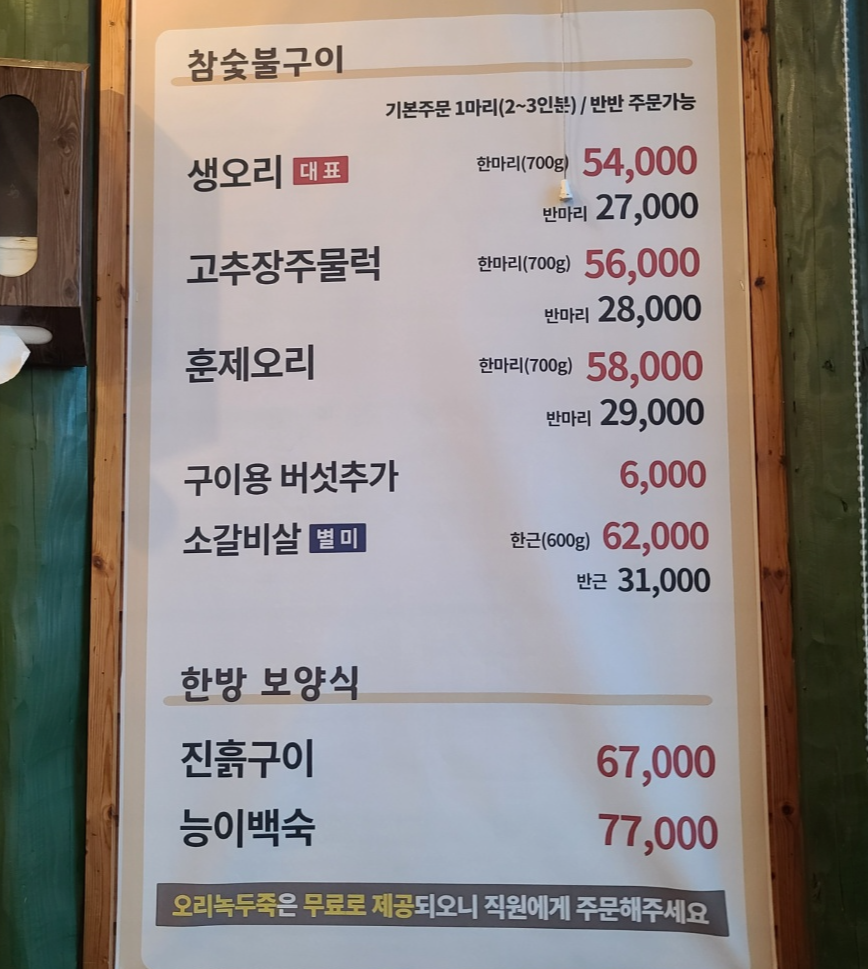 참숯불구이
기본주문 1마리(2~3인분) / 반반 주문가능
생오리 대표 한마리(700g) 54,000
반마리 27,000
고추장주물럭 한마리(700g) 56,000
반마리 28,000
훈제오리 한마리(700g) 58,000
반마리 29,000
구이용 버섯추가 6,000
소갈비살 별미 한근(600g) 62,000
반근 31,000
한방 보양식
진흙구이 67,000
능이백숙 77,000
오리녹두죽은 무료로 제공되오니 직원에게 주문해주세요